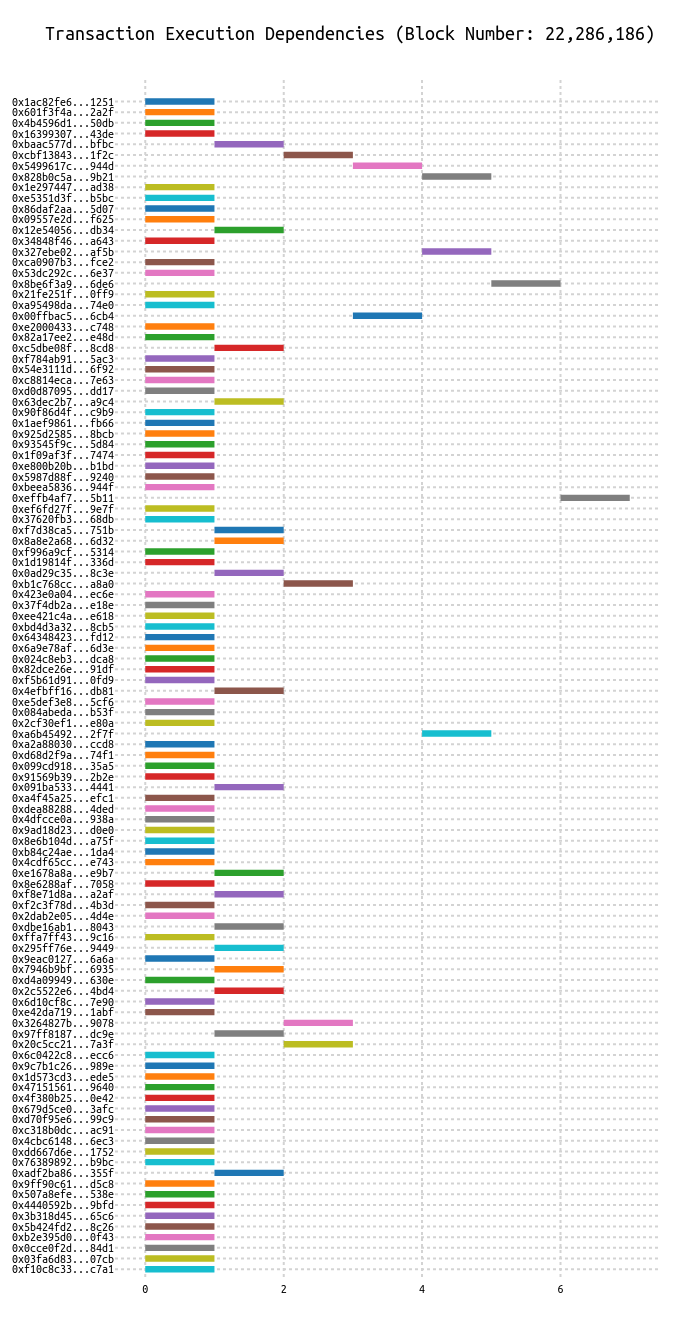 Transaction Execution Dependencies (Block Number: 22,286,186)
0x1ac82fe6...1251
0x601f3f4a...2a2f
0x4b4596d1...50db
0x16399307...43de
0xbaac577d...bfbc
0xcbf13843...1f2c
0x5499617c...944d
0x828b0c5a...9b21
0x1e297447...ad38
0xe5351d3f...b5bc
0x86daf2aa...5d07
0x09557e2d...f625
0x12e54056...db34
0x34848f46...a643
0x327ebe02...af5b
0xca0907b3...fce2
0x53dc292c...6e37
0x8be6f3a9...6de6
0x21fe251f...0ff9
0xa95498da...74e0
0x00ffbac5...6cb4
0xe2000433...c748
0x82a17ee2...e48d
0xc5dbe08f...8cd8
0xf784ab91...5ac3
0x54e3111d...6f92
0xc8814eca...7e63
0xd0d87095...dd17
0x63dec2b7...a9c4
0x90f86d4f...c9b9
0x1aef9861...fb66
0x925d2585...8bcb
0x93545f9c...5d84
0x1f09af3f...7474
0xe800b20b...b1bd
0x5987d88f...9240
0xbeea5836...944f
0xeffb4af7...5b11
0xef6fd27f...9e7f
0x37620fb3...68db
0xf7d38ca5...751b
0x8a8e2a68...6d32
0xf996a9cf...5314
0x1d19814f...336d
0x0ad29c35...8c3e
0xb1c768cc...a8a0
0x423e0a04...ec6e
0x37f4db2a...e18e
0xee421c4a...e618
0xbd4d3a32...8cb5
0x64348423...fd12
0x6a9e78af...6d3e
0x024c8eb3...dca8
0x82dce26e...91df
0xf5b61d91...0fd9
0x4efbff16...db81
0xe5def3e8...5cf6
0x084abeda...b53f
0x2cf30ef1...e80a
0xa6b45492...2f7f
0xa2a88030...ccd8
0xd68d2f9a...74f1
0x099cd918...35a5
0x91569b39...2b2e
0x091ba533...4441
0xa4f45a25...efc1
0xdea88288...4ded
0x4dfcce0a...938a
0x9ad18d23...d0e0
0x8e6b104d...a75f
0xb84c24ae...1da4
0x4cdf65cc...e743
0xe1678a8a...e9b7
0x8e6288af...7058
0xf8e71d8a...a2af
0xf2c3f78d...4b3d
0x2dab2e05...4d4e
0xdbe16ab1...8043
0xffa7ff43...9c16
0x295ff76e...9449
0x9eac0127...6a6a
0x7946b9bf...6935
0xd4a09949...630e
0x2c5522e6...4bd4
0x6d10cf8c...7e90
0xe42da719...1abf
0x3264827b...9078
0x97ff8187...dc9e
0x20c5cc21...7a3f
0x6c0422c8...ecc6
0x9c7b1c26...989e
0x1d573cd3...ede5
0x47151561...9640
0x4f380b25...0e42
0x679d5ce0...3afc
0xd70f95e6...99c9
0xc318b0dc...ac91
0x4cbc6148...6ec3
0xdd667d6e...1752
0x76389892...b9bc
0xadf2ba86...355f
0x9ff90c61...d5c8
0x507a8efe...538e
0x4440592b...9bfd
0x3b318d45...65c6
0x5b424fd2...8c26
0xb2e395d0...0f43
0x0cce0f2d...84d1
0x03fa6d83...07cb
0xf10c8c33...c7a1
0 2 4 6